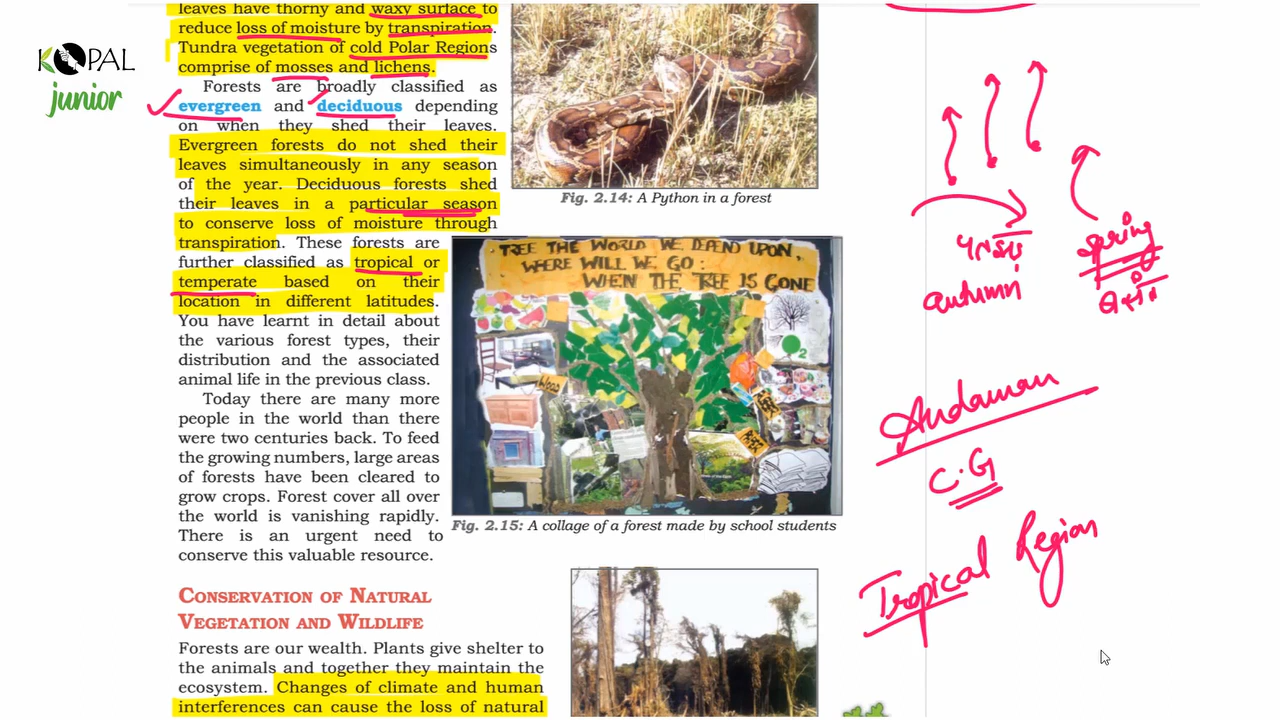 KOPAL
junior
leaves have thorny and waxy surface to
reduce loss of moisture by transpiration.
Tundra vegetation of cold Polar Regions
comprise of mosses and lichens.
Forests are broadly classified as
evergreen and deciduous depending
on when they shed their leaves.
Evergreen forests do not shed their
leaves simultaneously in any season
of the year. Deciduous forests shed
their leaves in a particular season
to conserve loss of moisture through
transpiration. These forests are
further classified as tropical or
temperate based on their
location in different latitudes.
You have learnt in detail about
the various forest types, their
distribution and the associated
animal life in the previous class.
Today there are many more
people in the world than there
were two centuries back. To feed
the growing numbers, large areas
of forests have been cleared to
grow crops. Forest cover all over
the world is vanishing rapidly.
There is an urgent need to
conserve this valuable resource.
CONSERVATION OF NATURAL
VEGETATION AND WILDLIFE
Forests are our wealth. Plants give shelter to
the animals and together they maintain the
ecosystem. Changes of climate and human
interferences can cause the loss of natural
Fig. 2.14: A Python in a forest
TREE THE WORLD WE DEPEND UPON,
WHERE WILL WE GO :
WHEN THE TREE IS GONE
Fig. 2.15: A collage of a forest made by school students
spring
autumn
Andaman
C.G
Tropical Region